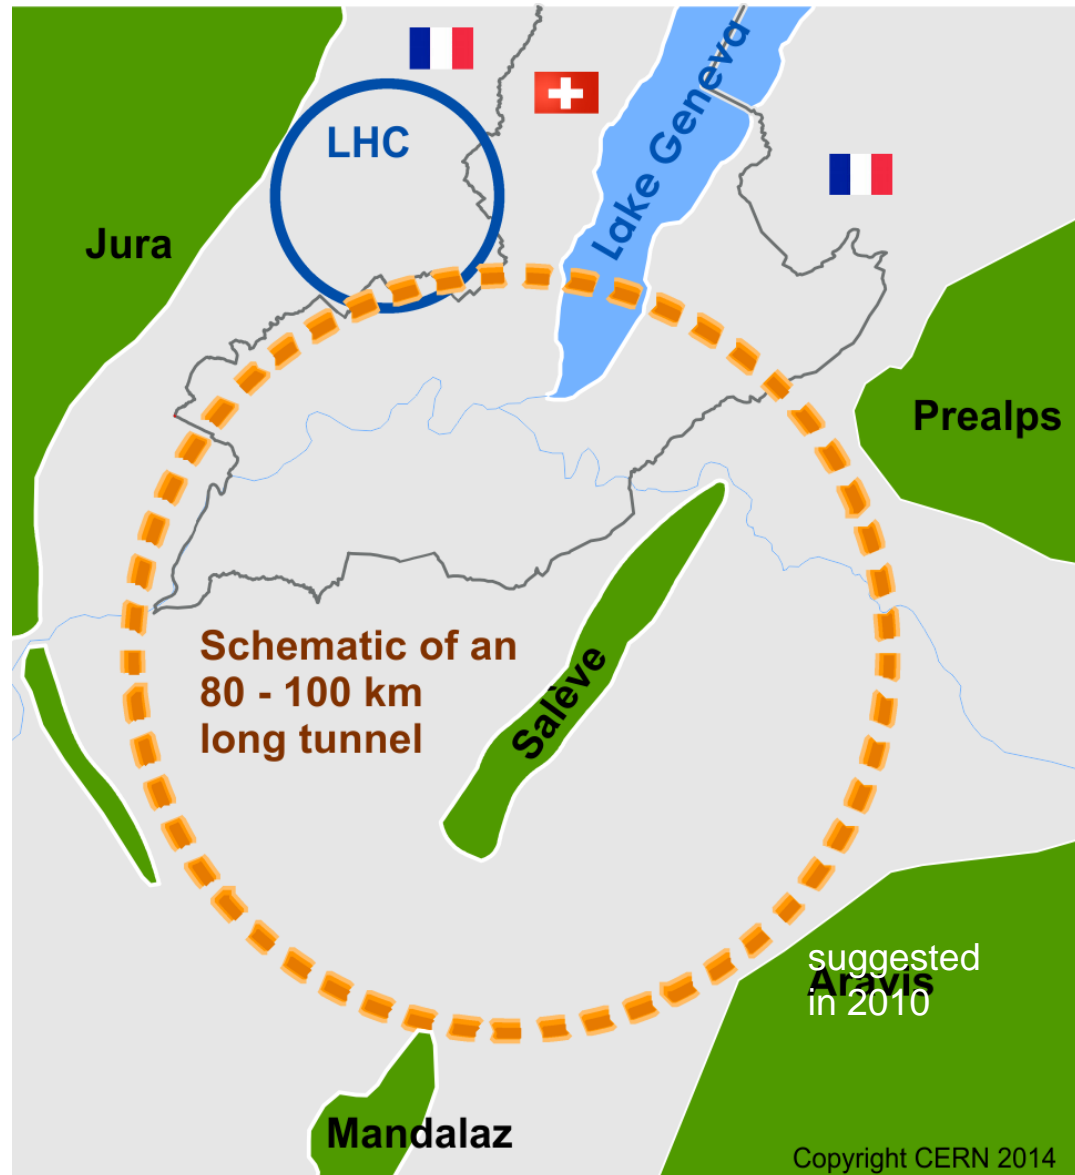 LHC
Lake Geneva
Jura
Prealps
Schematic of an
80 - 100 km
long tunnel
Salève
suggested
Aravis
in 2010
Mandalaz
Copyright CERN 2014